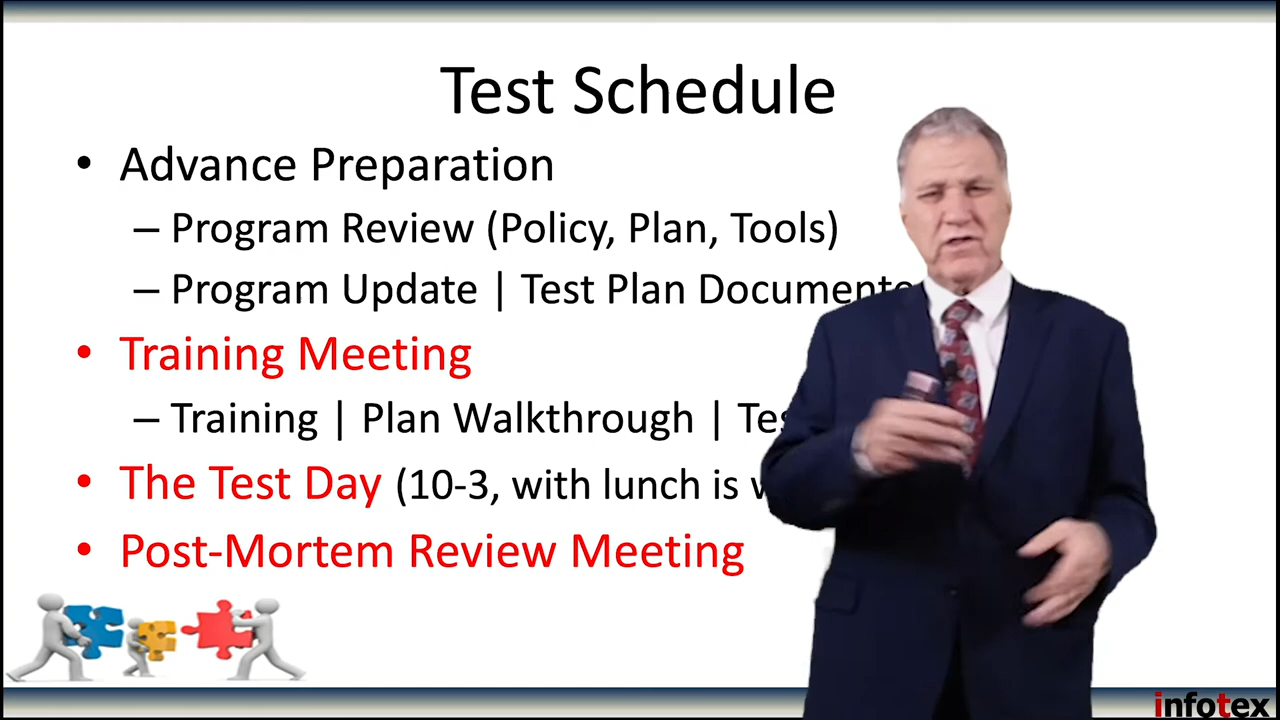 Test Schedule
• Advance Preparation
– Program Review (Policy, Plan, Tools)
– Program Update | Test Plan
• Training Meeting
– Training | Plan Walkthrough |
• The Test Day (10-3, with lunch is
• Post-Mortem Review Meeting
infotex